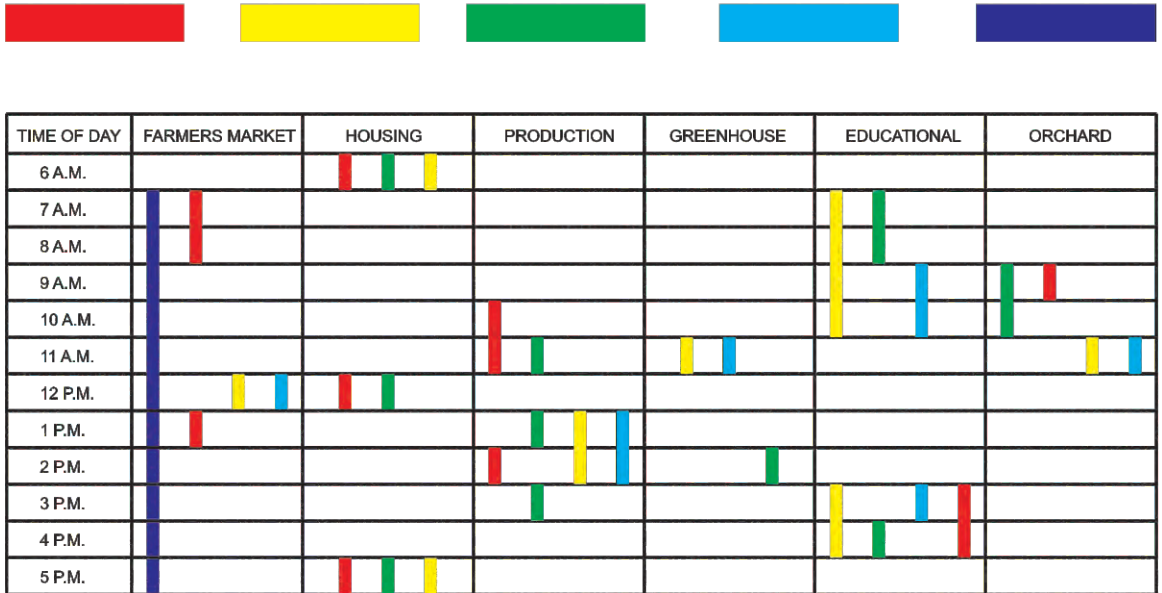 TIME OF DAY FARMERS MARKET HOUSING PRODUCTION GREENHOUSE EDUCATIONAL ORCHARD
6 A.M.
7 A.M.
8 A.M.
9 A.M.
10 A.M.
11 A.M.
12 P.M.
1 P.M.
2 P.M.
3 P.M.
4 P.M.
5 P.M.